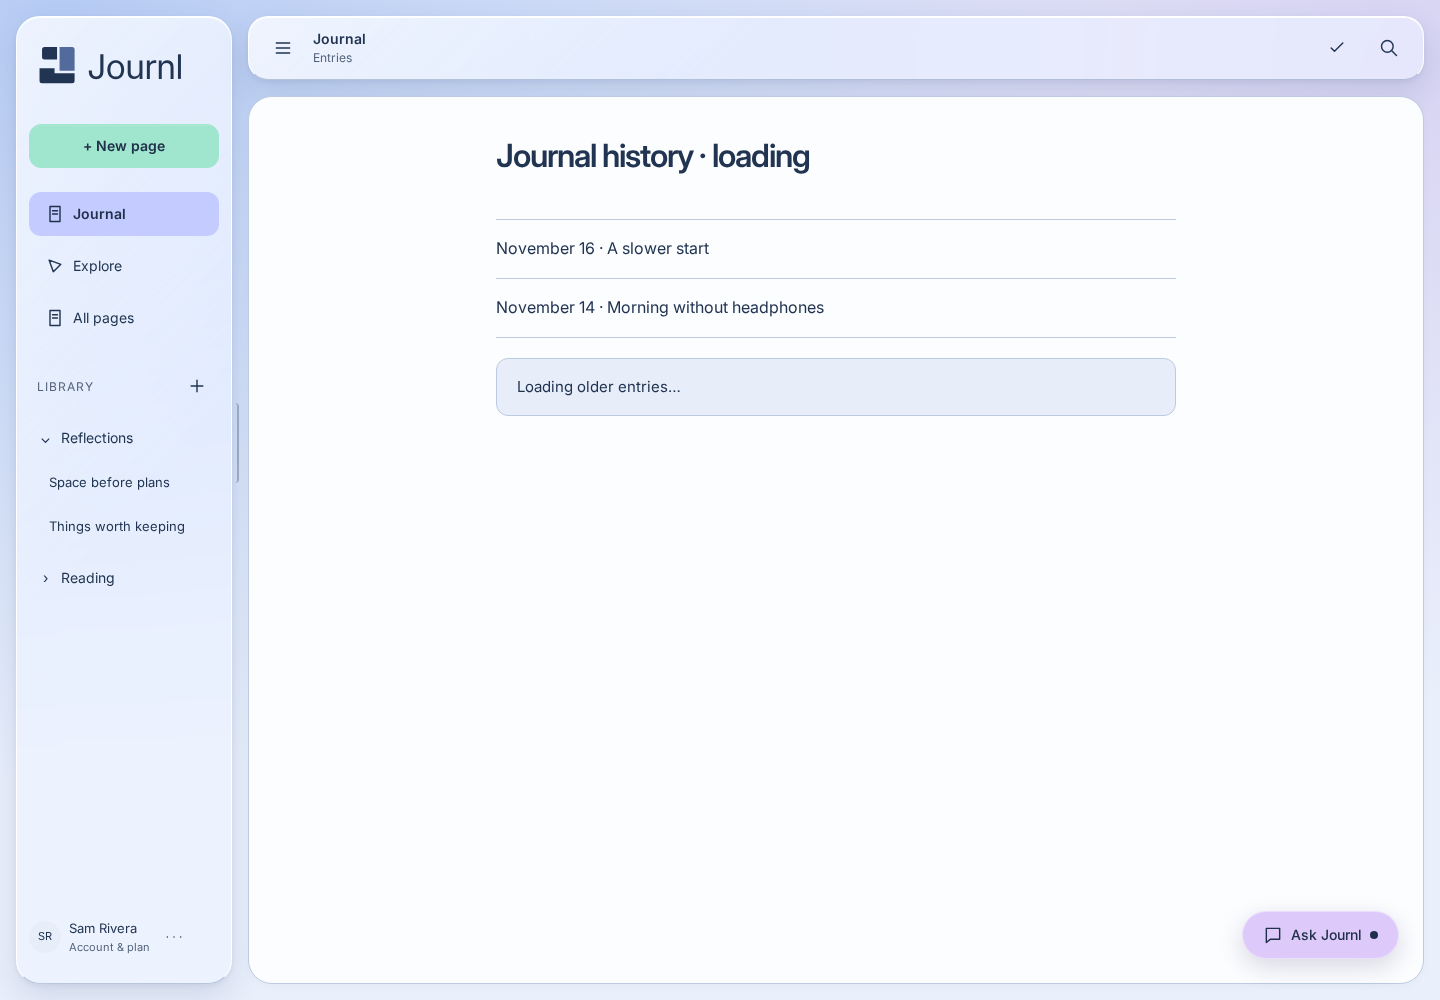 Journl
+ New page
Journal
Explore
All pages
LIBRARY
Reflections
Space before plans
Things worth keeping
Reading
SR
Sam Rivera
Account & plan
Journal
Entries
Journal history · loading
November 16 · A slower start
November 14 · Morning without headphones
Loading older entries...
Ask Journl